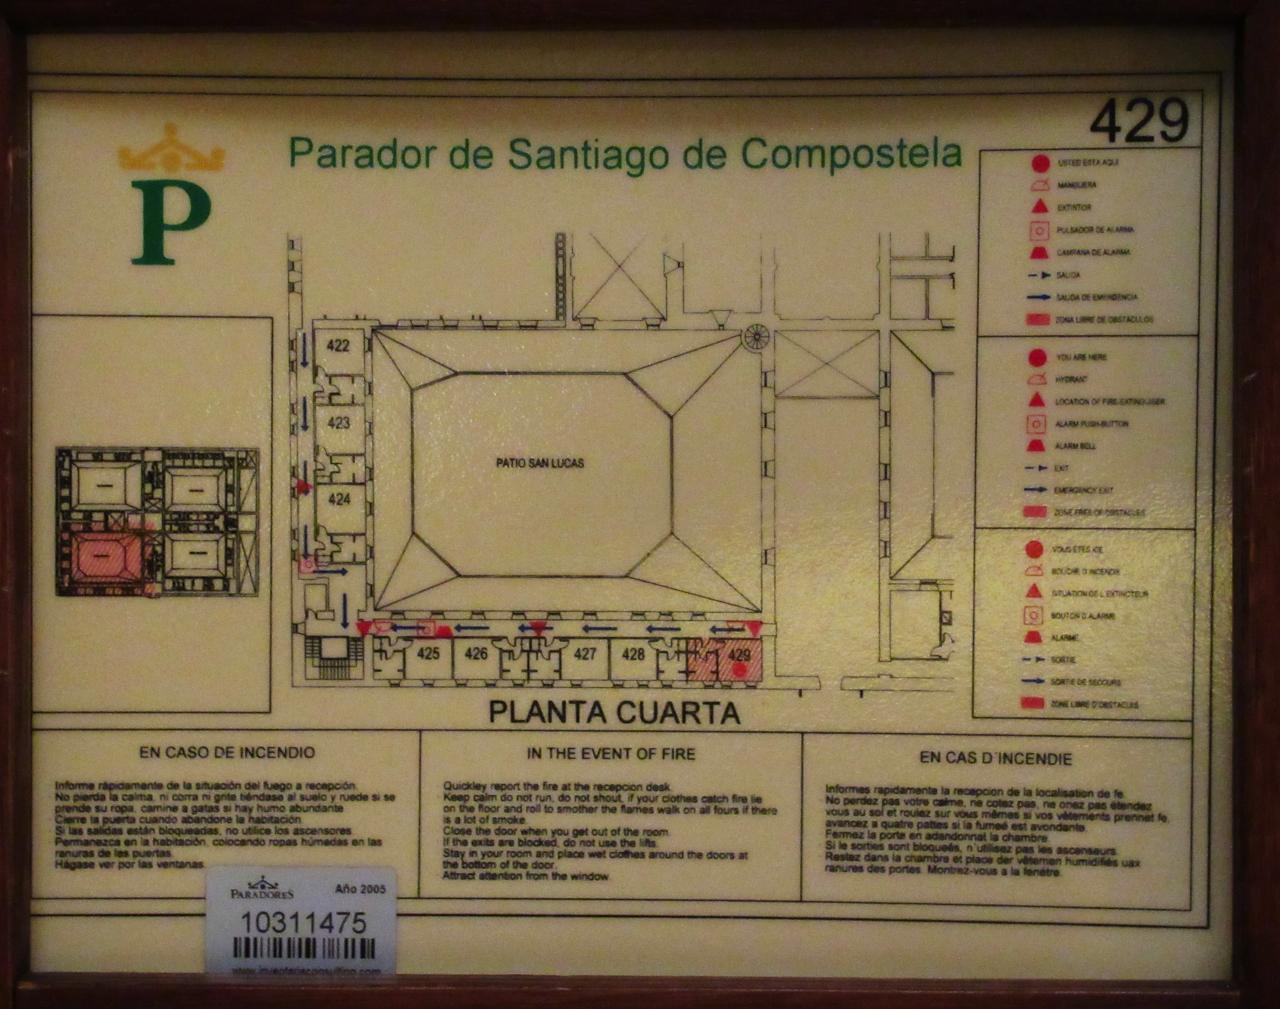 429
Parador de Santiago de Compostela
P
USTED ESTA AQUI
MANGUERA
EXTINTOR
PULSADOR DE ALARMA
CAMPANA DE ALARMA
SALIDA
SALIDA DE EMERGENCIA
ZONA LIBRE DE OBSTACULOS
YOU ARE HERE
HYDRANT
LOCATION OF FIRE-EXTINGUISER
ALARM PUSH-BUTTON
ALARM BELL
EXIT
EMERGENCY EXIT
ZONE FREE OF OBSTACLES
VOUS ETES ICIE
BOUCHE D'INCENDIE
SITUATION DE L'EXTINCTEUR
BOUTON D'ALARME
ALARME
SORTIE
SORTIE DE SECOURS
ZONE LIBRE D'OBSTACULES
422
423
424
PATIO SAN LUCAS
425 426 427 428 429
PLANTA CUARTA
EN CASO DE INCENDIO
Informe rápidamente de la situación del fuego a recepción.
No pierda la calma, ni corra ni grite tiéndase al suelo y ruede si se
prende su ropa, camine a gatas si hay humo abundante
Cierre la puerta cuando abandone la habitación.
Si las salidas están bloqueadas, no utilice los ascensores.
Permanezca en la habitación, colocando ropas húmedas en las
ranuras de las puertas.
Hágase ver por las ventanas.
IN THE EVENT OF FIRE
Quickley report the fire at the recepcion desk.
Keep calm do not run, do not shout, if your clothes catch fire lie
on the floor and roll to smother the flames walk on all fours if there
is a lot of smoke.
Close the door when you get out of the room.
If the exits are blocked, do not use the lifts.
Stay in your room and place wet clothes around the doors at
the bottom of the door.
Attract attention from the window.
EN CAS D'INCENDIE
Informes rapidamente la recepcion de la localisation de fe.
No perdez pas votre calme, ne cotez pas, ne onez pas étendez
vous au sol et roulez sur vous mêmes si vos vêtements prennet fe,
avancez a quatre pattes si la fumeé est avondante.
Fermez la porte en adandonnat la chambre.
Si le sorties sont bloqueés, n'utilisez pas les ascenseurs.
Restez dans la chambre et place der vêtemen humidifiés uax
ranures des portes. Montrez-vous a la fenêtre.
PARADORES Año 2005
10311475